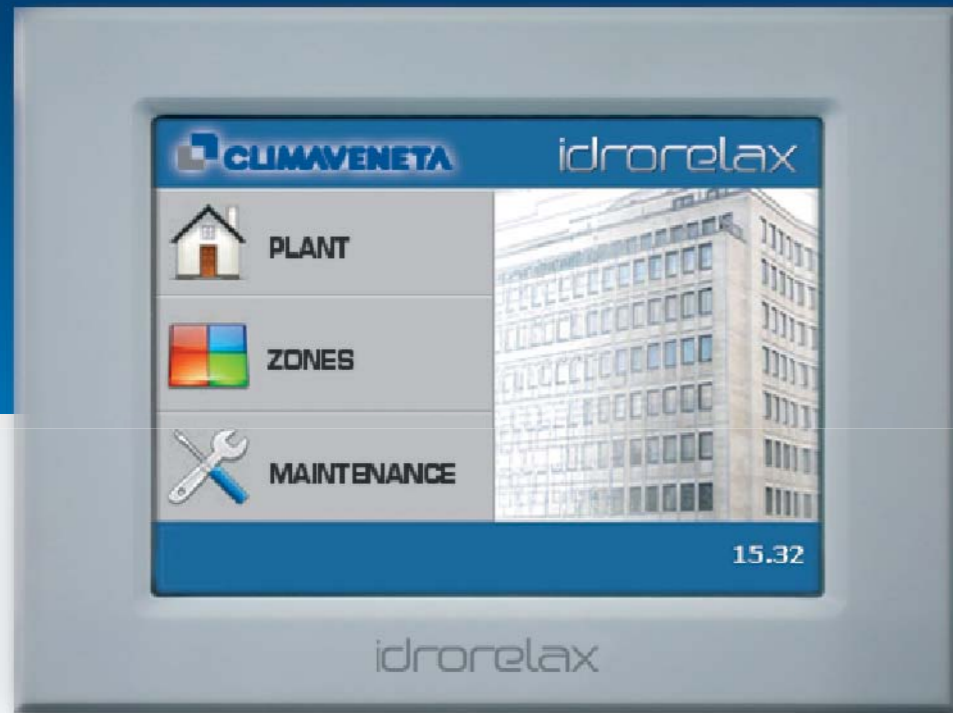 CLIMAVENETA idrorelax
PLANT
ZONES
MAINTENANCE
15.32
idrorelax